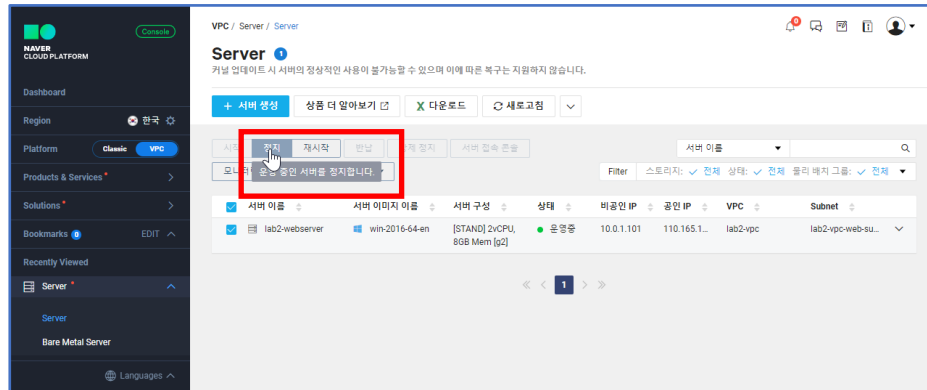 Console
NAVER
CLOUD PLATFORM
Dashboard
Region 한국
Platform Classic VPC
Products & Services
Solutions
Bookmarks 0 EDIT
Recently Viewed
Server
Server
Bare Metal Server
Languages
VPC / Server / Server
Server 1
커널 업데이트 시 서버의 정상적인 사용이 불가능할 수 있으며 이에 따른 복구는 지원하지 않습니다.
+ 서버 생성 상품 더 알아보기 다운로드 새로고침
시작 정지 재시작 반납 강제 정지 서버 접속 콘솔 서버 이름
운영 중인 서버를 정지합니다. Filter 스토리지: 전체 상태: 전체 물리 배치 그룹: 전체
서버 이름 서버 이미지 이름 서버 구성 상태 비공인 IP 공인 IP VPC Subnet
lab2-webserver win-2016-64-en [STAND] 2vCPU, 운영중 10.0.1.101 110.165.1... lab2-vpc lab2-vpc-web-su...
8GB Mem [g2]
« < 1 > »